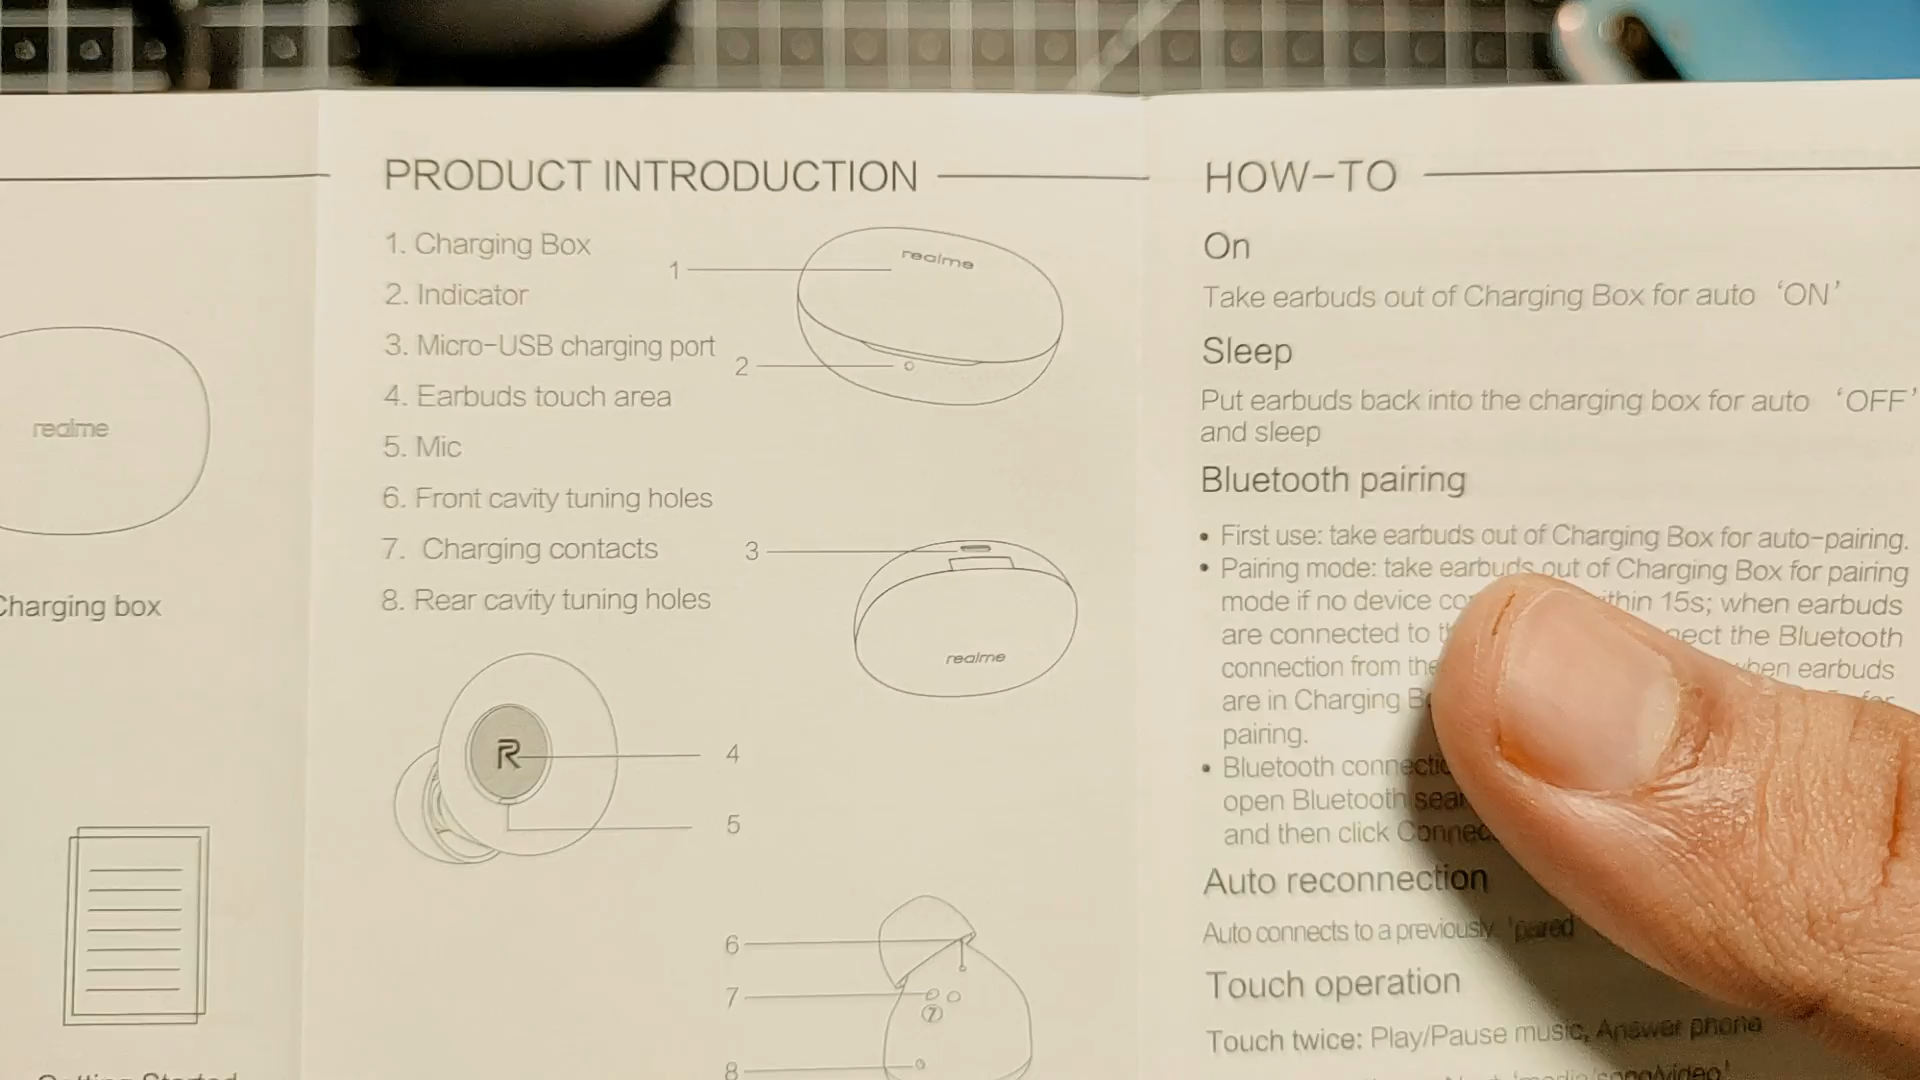 realme
Charging box
PRODUCT INTRODUCTION
1. Charging Box
2. Indicator
3. Micro-USB charging port
4. Earbuds touch area
5. Mic
6. Front cavity tuning holes
7. Charging contacts
8. Rear cavity tuning holes
1
realme
2
3
realme
R
4
5
6
7
8
HOW-TO
On
Take earbuds out of Charging Box for auto 'ON'
Sleep
Put earbuds back into the charging box for auto 'OFF'
and sleep
Bluetooth pairing
• First use: take earbuds out of Charging Box for auto-pairing.
• Pairing mode: take earbuds out of Charging Box for pairing
mode if no device 15s; when earbuds
are connected to the Bluetooth
connection from earbuds
are in Charging
pairing.
• Bluetooth
open Bluetooth
and then click
Auto reconnection
Auto connects to a previously 'pared'
Touch operation
Touch twice: Play/Pause music, Answer phone